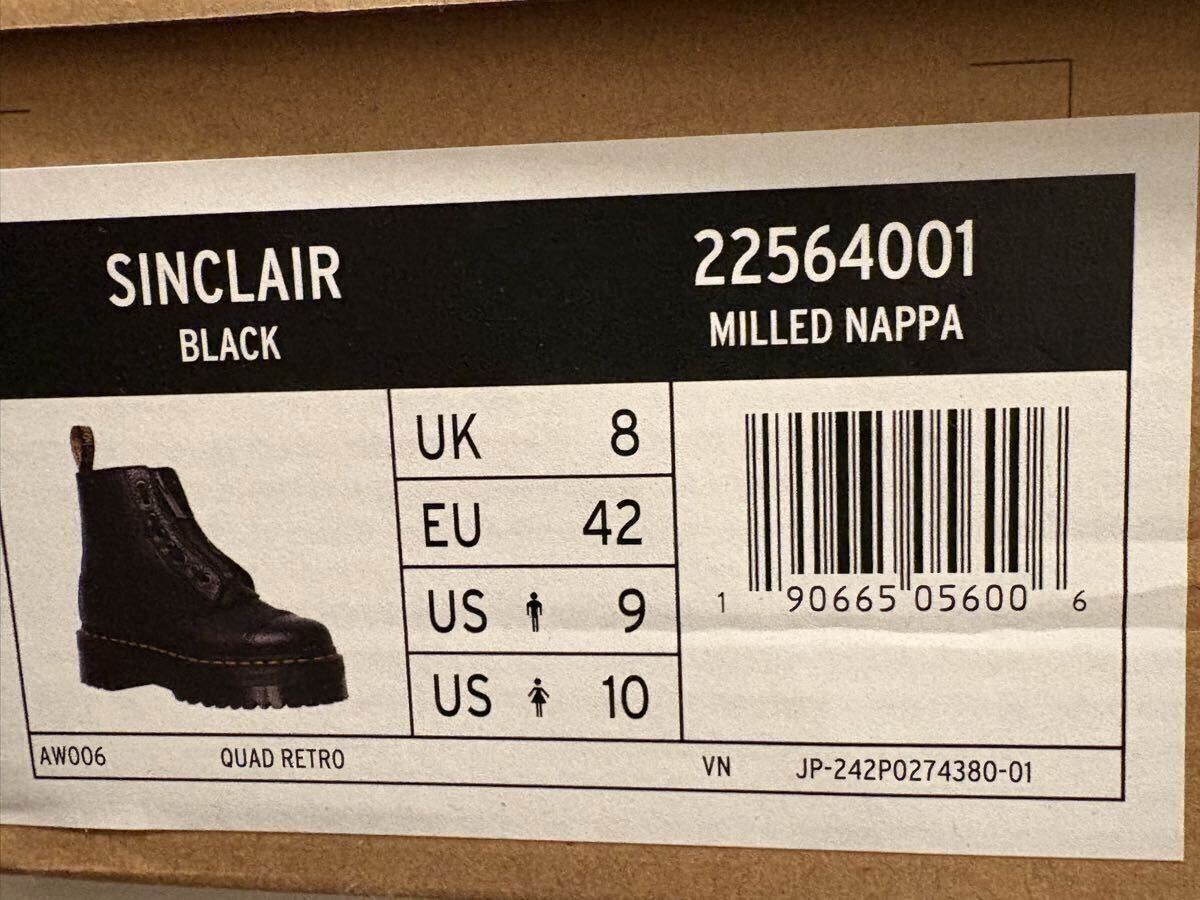 SINCLAIR
BLACK
22564001
MILLED NAPPA
UK 8
EU 42
US 9
US 10
1 90665 05600 6
AW006 QUAD RETRO VN JP-242P0274380-01